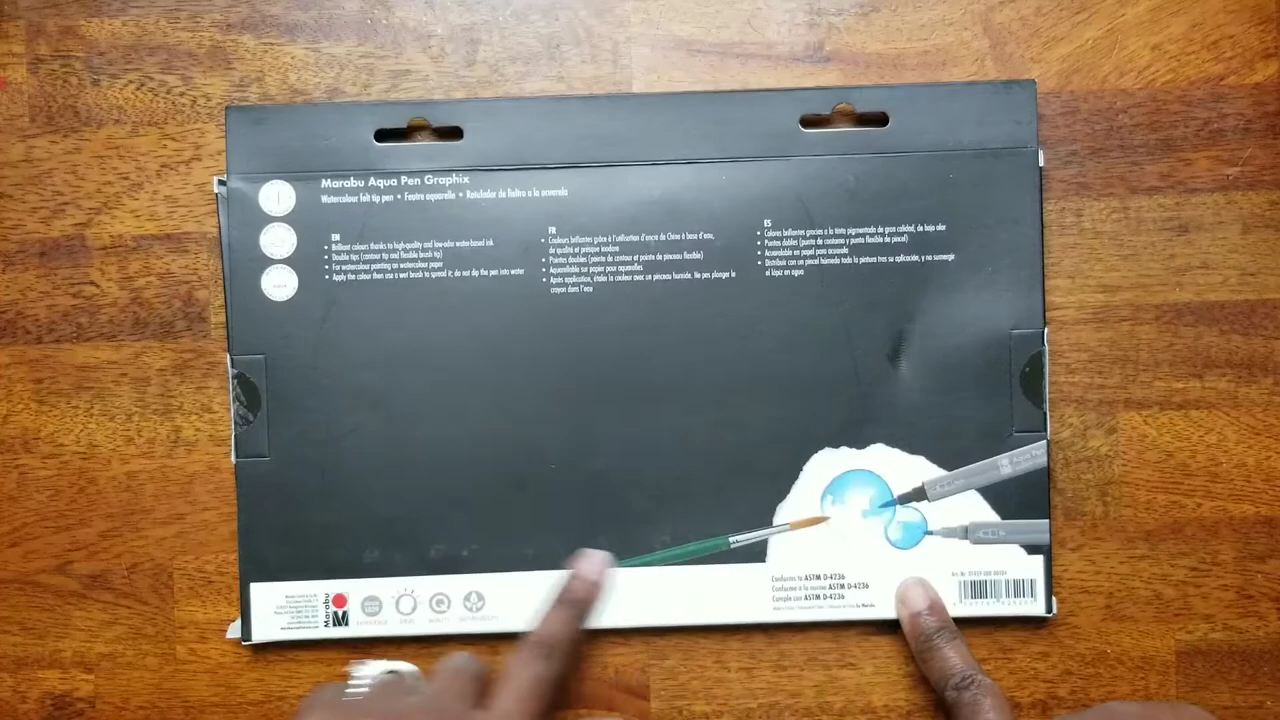 Marabu Aqua Pen Graphix
Watercolour felt tip pen • Feutre aquarelle • Rotulador de fieltro a la acuarela
EN
• Brilliant colours thanks to high-quality and low-odor water-based ink
• Double tips (contour tip and flexible brush tip)
• For watercolour painting on watercolour paper
• Apply the colour then use a wet brush to spread it; do not dip the pen into water
FR
• Couleurs brillantes grâce à l'utilisation d'encre de Chine à base d'eau,
de qualité et presque inodore
• Pointes doubles (pointe de contour et pointe de pinceau flexible)
• Aquarellable sur papier pour aquarelles
• Après application, étaler la couleur avec un pinceau humide. Ne pas plonger le
crayon dans l'eau
ES
• Colores brillantes gracias a la tinta pigmentada de gran calidad, de bajo olor
• Puntas dobles (punta de contorno y punta flexible de pincel)
• Acuarelable en papel para acuarela
• Distribuir con un pincel húmedo toda la pintura tras su aplicación, y no sumergir
el lápiz en agua
Aqua Pen
Marabu
Conforms to ASTM D-4236
Conforme à la norme ASTM D-4236
Cumple con ASTM D-4236